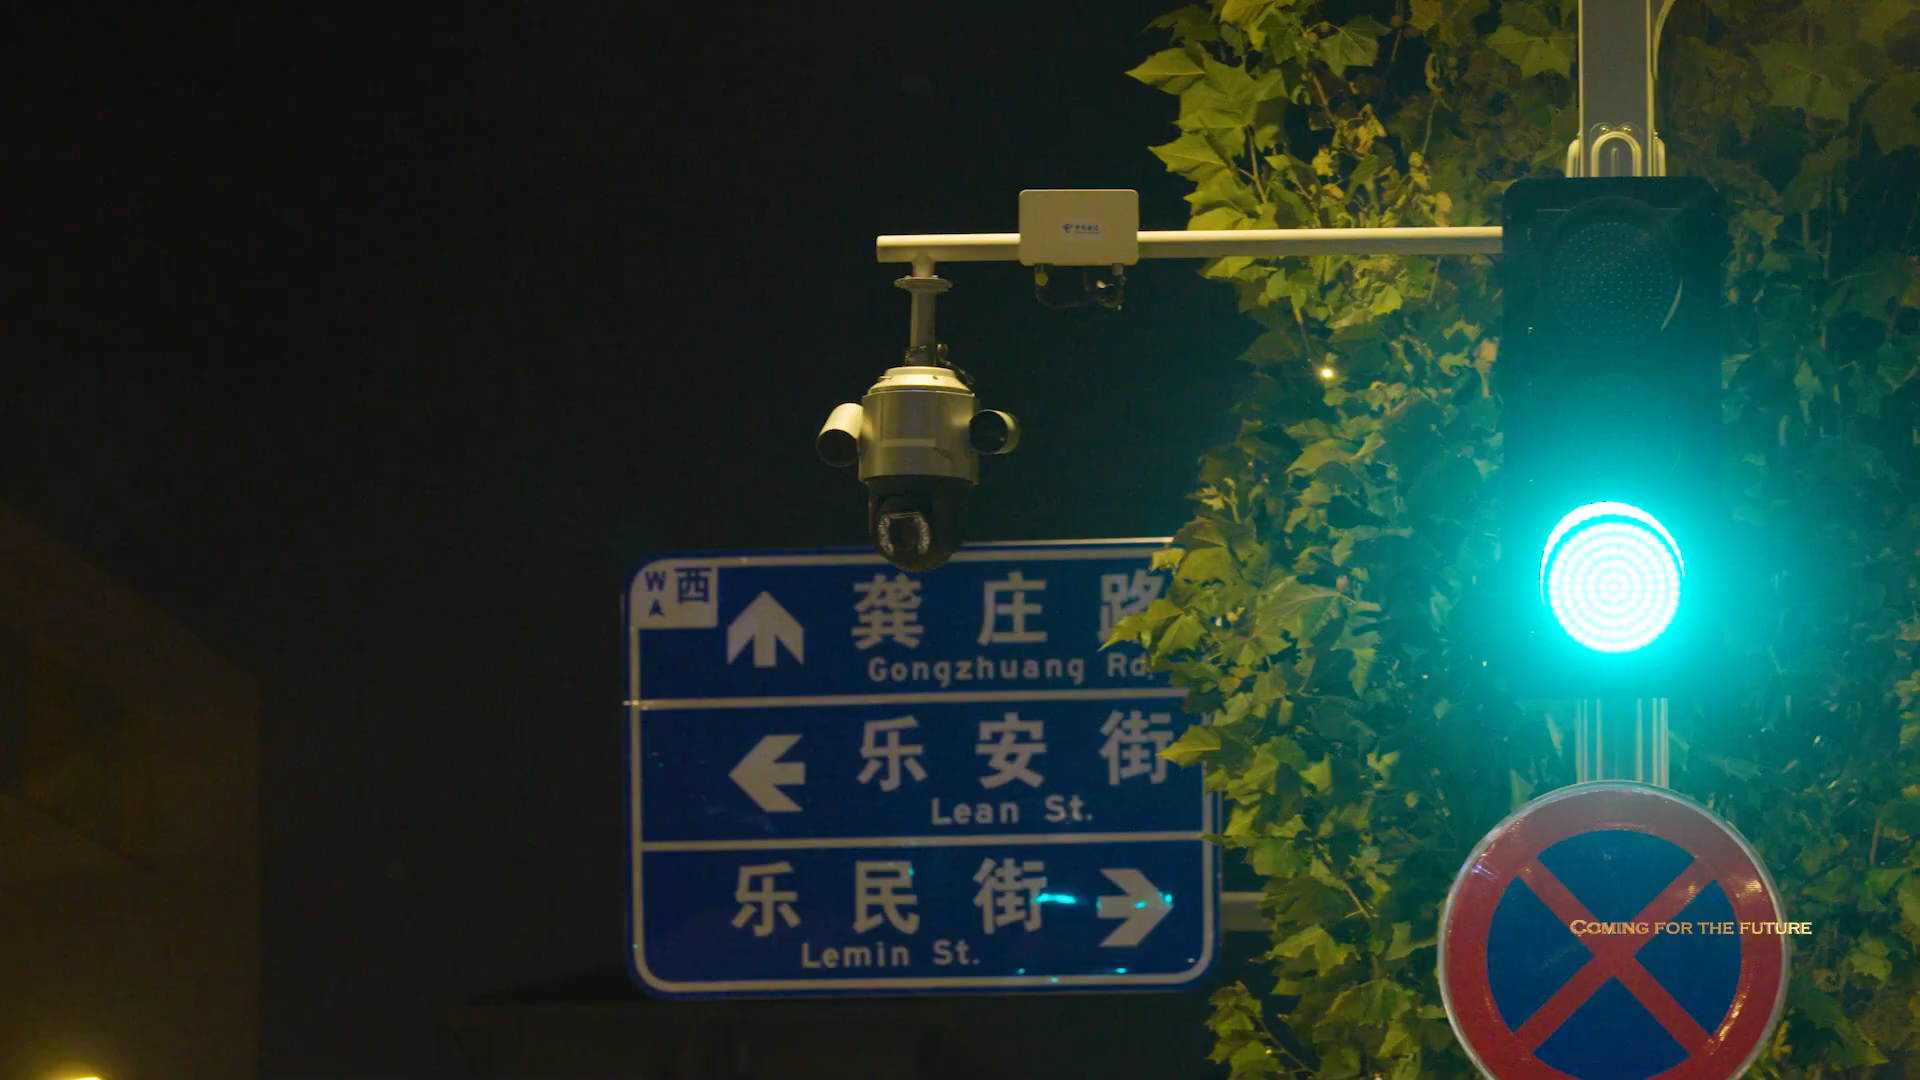 W 西
龚庄路
Gongzhuang Rd.
乐安街
Lean St.
乐民街
Lemin St.
COMING FOR THE FUTURE